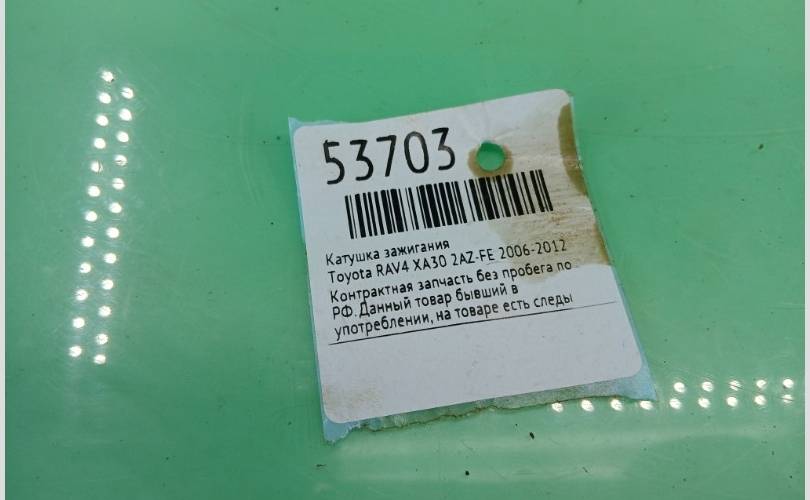 53703
Катушка зажигания
Toyota RAV4 XA30 2AZ-FE 2006-2012
Контрактная запчасть без пробега по
РФ.Данный товар бывший в
употреблении, на товаре есть следы